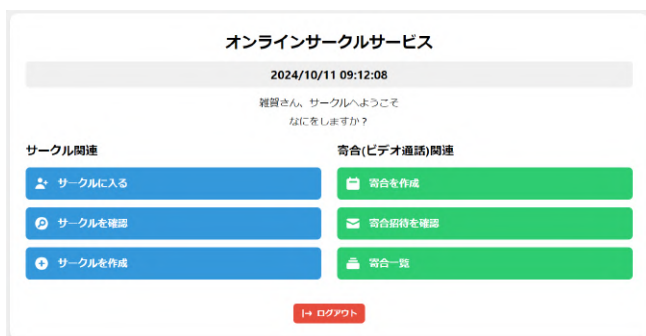 オンラインサークルサービス
2024/10/11 09:12:08
雑賀さん、サークルへようこそ
なにをしますか？
サークル関連
サークルに入る
サークルを確認
サークルを作成
寄合(ビデオ通話)関連
寄合を作成
寄合招待を確認
寄合一覧
ログアウト